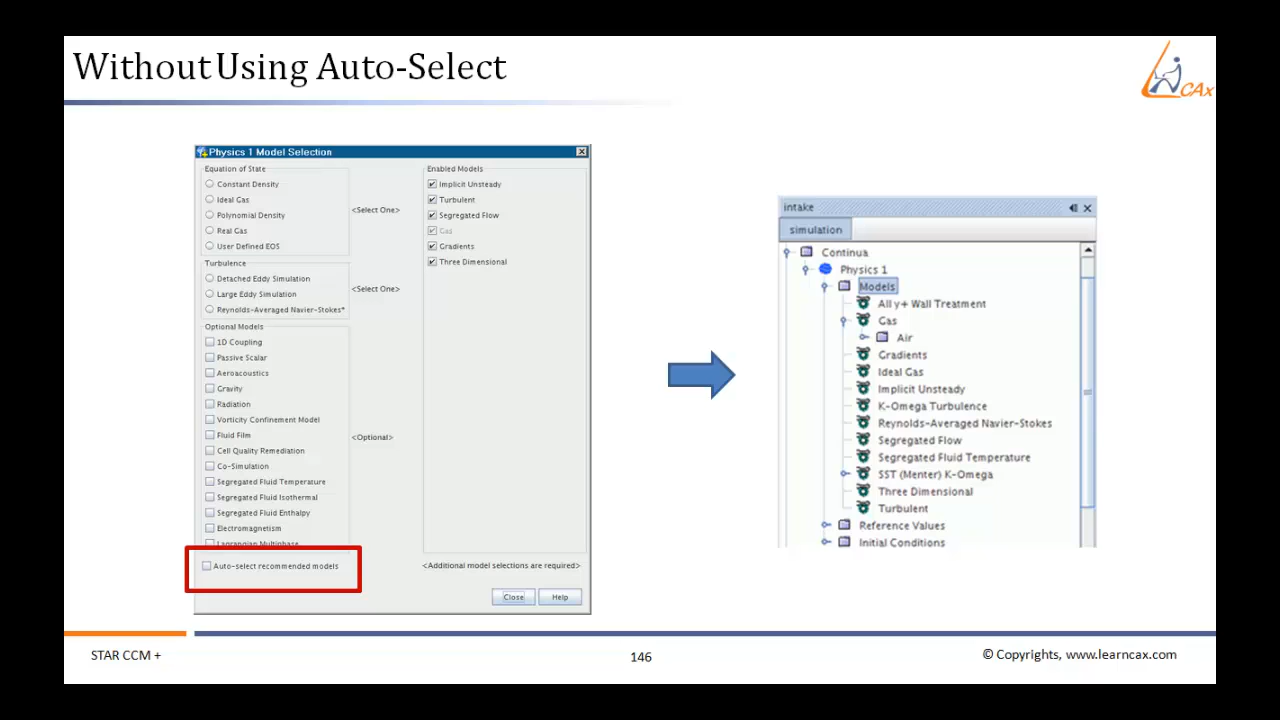 Without Using Auto-Select
CAx
Physics 1 Model Selection
Equation of State
Constant Density
Ideal Gas
Polynomial Density
Real Gas
User Defined EOS
<Select One>
Turbulence
Detached Eddy Simulation
Large Eddy Simulation
Reynolds-Averaged Navier-Stokes*
<Select One>
Optional Models
1D Coupling
Passive Scalar
Aeroacoustics
Gravity
Radiation
Vorticity Confinement Model
Fluid Film
Cell Quality Remediation
Co-Simulation
Segregated Fluid Temperature
Segregated Fluid Isothermal
Segregated Fluid Enthalpy
Electromagnetism
Lagrangian Multiphase
<Optional>
Auto-select recommended models
Enabled Models
Implicit Unsteady
Turbulent
Segregated Flow
Gas
Gradients
Three Dimensional
<Additional model selections are required>
Close
Help
intake
simulation
Continua
Physics 1
Models
All y+ Wall Treatment
Gas
Air
Gradients
Ideal Gas
Implicit Unsteady
K-Omega Turbulence
Reynolds-Averaged Navier-Stokes
Segregated Flow
Segregated Fluid Temperature
SST (Menter) K-Omega
Three Dimensional
Turbulent
Reference Values
Initial Conditions
STAR CCM +
146
© Copyrights, www.learncax.com